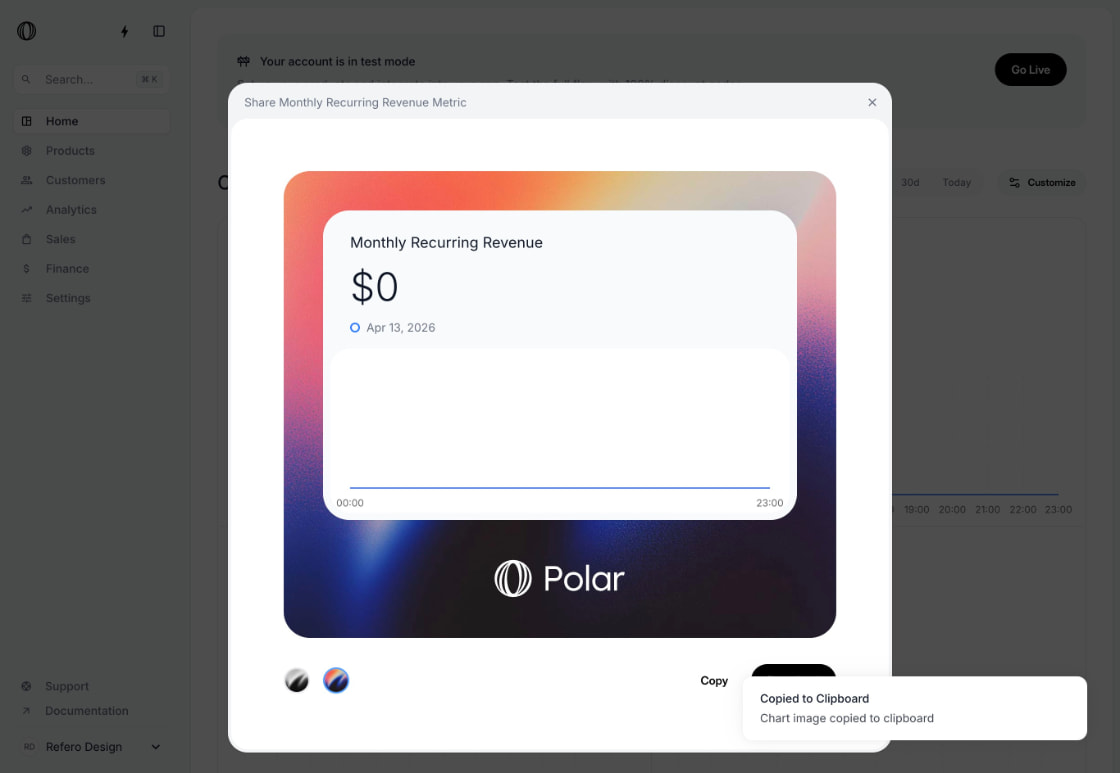 Your account is in test mode
Go Live
Search...
⌘ K
Home
Products
Customers
Analytics
Sales
Finance
Settings
30d
Today
Customize
Share Monthly Recurring Revenue Metric
Monthly Recurring Revenue
$0
Apr 13, 2026
00:00
23:00
Polar
19:00
20:00
21:00
22:00
23:00
Copy
Copied to Clipboard
Chart image copied to clipboard
Support
Documentation
RD
Refero Design